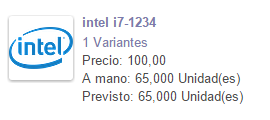 intel
intel i7-1234
1 Variantes
Precio: 100,00
A mano: 65,000 Unidad(es)
Previsto: 65,000 Unidad(es)